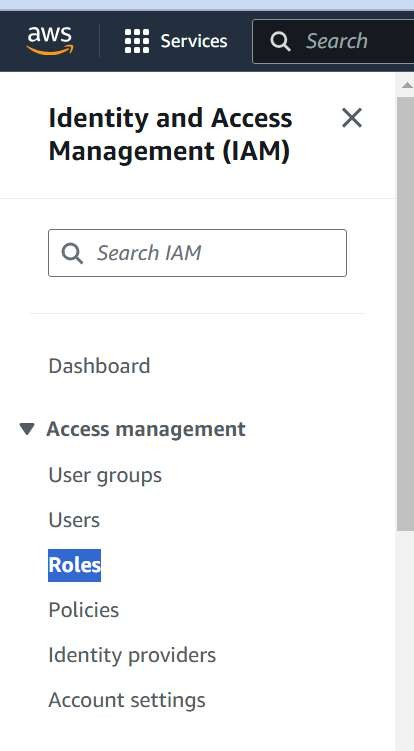 aws Services Search
Identity and Access
Management (IAM)
Search IAM
Dashboard
Access management
User groups
Users
Roles
Policies
Identity providers
Account settings